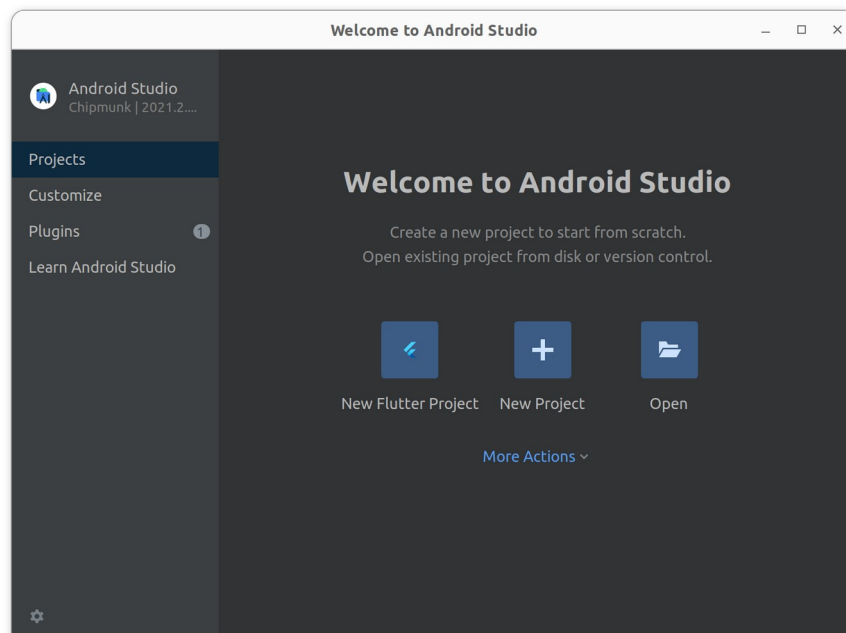 Welcome to Android Studio
Android Studio
Chipmunk | 2021.2....
Projects
Customize
Plugins
1
Learn Android Studio
Welcome to Android Studio
Create a new project to start from scratch.
Open existing project from disk or version control.
New Flutter Project
New Project
Open
More Actions